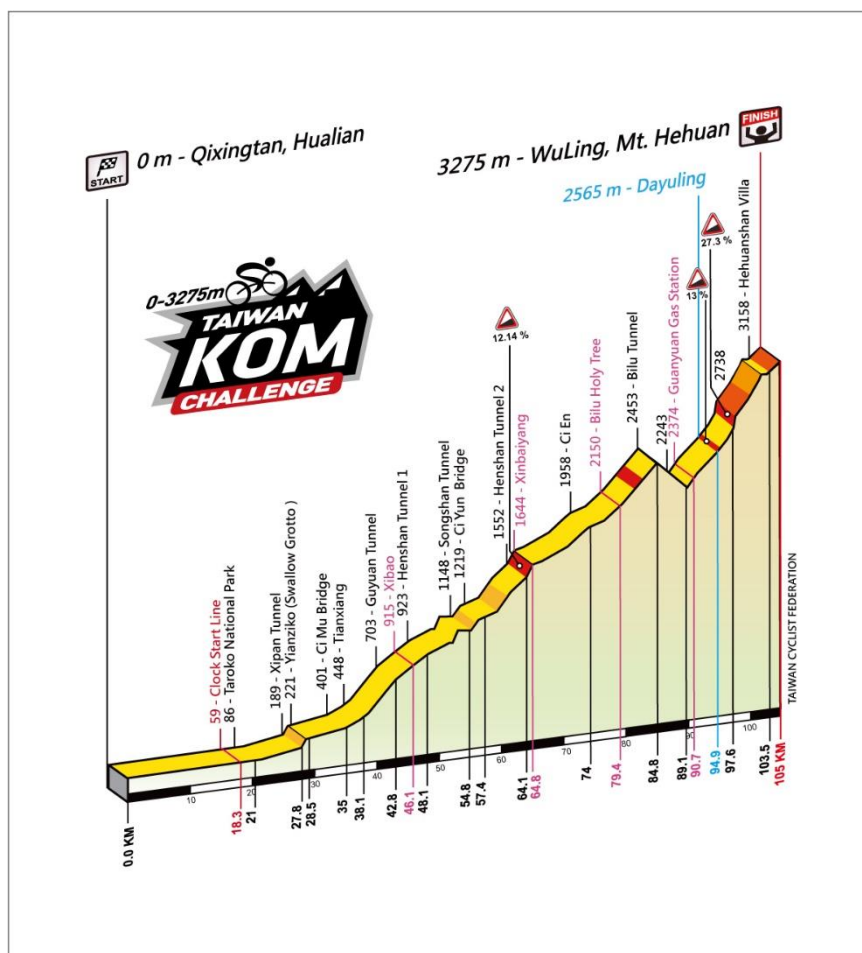 START
0 m - Qixingtan, Hualian
FINISH
3275 m - WuLing, Mt. Hehuan
2565 m - Dayuling
0-3275m
TAIWAN
KOM
CHALLENGE
12.14 %
27.3 %
13 %
59 - Clock Start Line
86 - Taroko National Park
189 - Xipan Tunnel
221 - Yianziko (Swallow Grotto )
401 - Ci Mu Bridge
448 - Tianxiang
703 - Guyuan Tunnel
915 - Xibao
923 - Henshan Tunnel 1
1148 - Songshan Tunnel
1219 - Ci Yun Bridge
1552 - Henshan Tunnel 2
1644 - Xinbaiyang
1958 - Ci En
2150 - Bilu Holy Tree
2453 - Bilu Tunnel
2243
2374 - Guanyuan Gas Station
2738
3158 - Hehuanshan Villa
TAIWAN CYCLIST FEDERATION
10
20
30
40
50
60
70
80
90
100
0.0 KM
18.3
21
27.8
28.5
35
38.1
42.8
46.1
48.1
54.8
57.4
64.1
64.8
74
79.4
84.8
89.1
90.7
94.9
97.6
103.5
105 KM